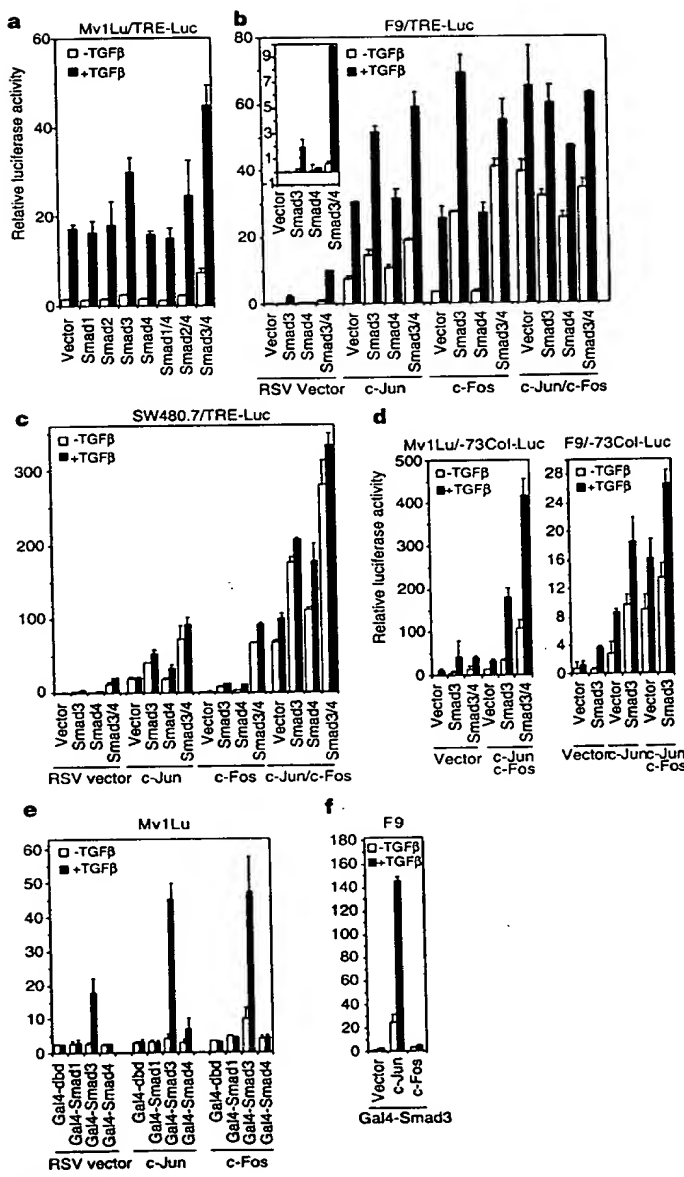 a
Mv1Lu/TRE-Luc
Relative luciferase activity
60
40
20
0
-TGFβ
+TGFβ
Vector
Smad1
Smad2
Smad3
Smad4
Smad1/4
Smad2/4
Smad3/4
b
F9/TRE-Luc
80
60
40
20
0
-TGFβ
+TGFβ
9
7
5
3
1
1
Vector
Smad3
Smad4
Smad3/4
Vector
Smad3
Smad4
Smad3/4
Vector
Smad3
Smad4
Smad3/4
Vector
Smad3
Smad4
Smad3/4
Vector
Smad3
Smad4
Smad3/4
RSV Vector
c-Jun
c-Fos
c-Jun/c-Fos
c
SW480.7/TRE-Luc
300
200
100
0
-TGFβ
+TGFβ
Vector
Smad3
Smad4
Smad3/4
Vector
Smad3
Smad4
Smad3/4
Vector
Smad3
Smad4
Smad3/4
Vector
Smad3
Smad4
Smad3/4
RSV vector
c-Jun
c-Fos
c-Jun/c-Fos
d
Mv1Lu/-73Col-Luc
Relative luciferase activity
500
400
300
200
100
0
-TGFβ
+TGFβ
Vector
Smad3
Smad3/4
Vector
Smad3
Smad3/4
Vector
c-Jun
c-Fos
F9/-73Col-Luc
28
24
20
16
12
8
4
0
-TGFβ
+TGFβ
Vector
Smad3
Vector
Smad3
Vector
Smad3
Vector
c-Jun
c-Jun
c-Fos
e
Mv1Lu
60
50
40
30
20
10
0
-TGFβ
+TGFβ
Gal4-dbd
Gal4-Smad1
Gal4-Smad3
Gal4-Smad4
Gal4-dbd
Gal4-Smad1
Gal4-Smad3
Gal4-Smad4
Gal4-dbd
Gal4-Smad1
Gal4-Smad3
Gal4-Smad4
RSV vector
c-Jun
c-Fos
f
F9
180
160
140
120
100
80
60
40
20
0
-TGFβ
+TGFβ
Vector
c-Jun
c-Fos
Gal4-Smad3